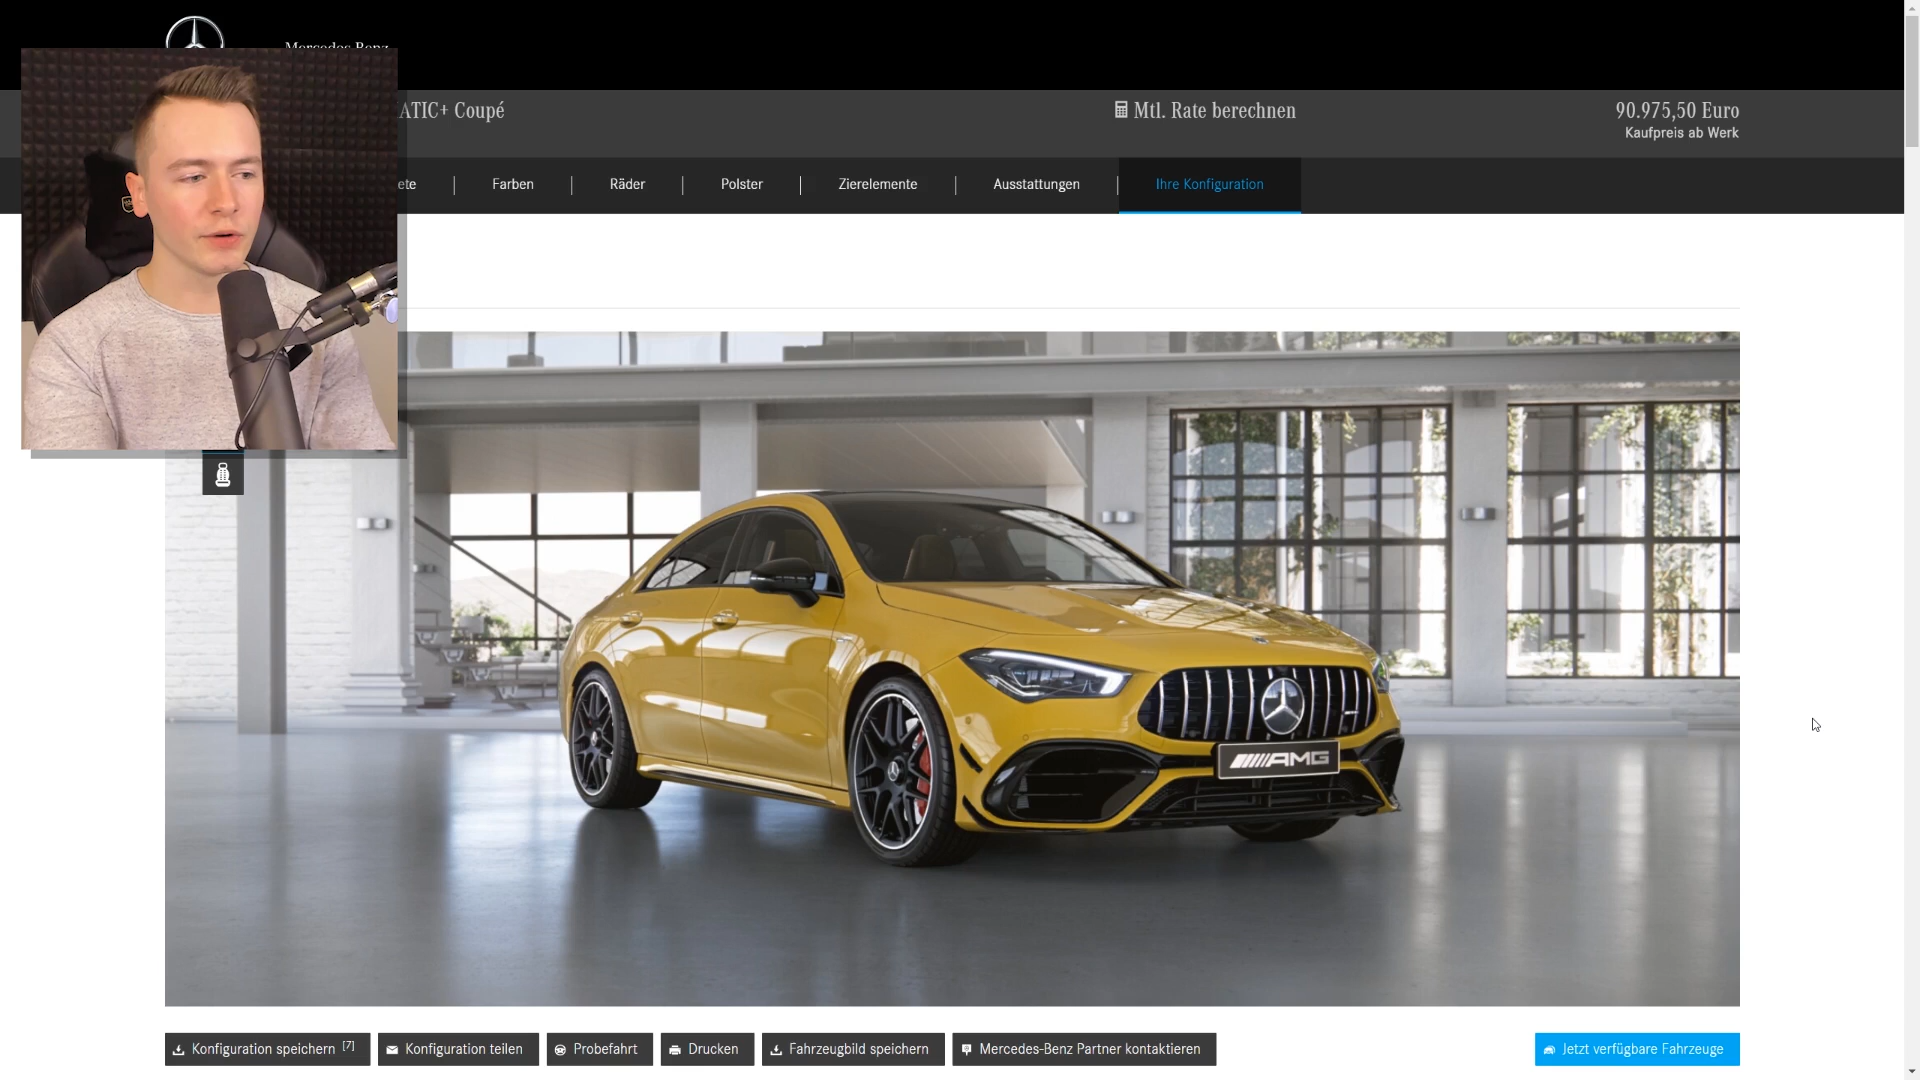 ATIC+ Coupé
Mtl. Rate berechnen
90.975,50 Euro
Kaufpreis ab Werk
ete
Farben
Räder
Polster
Zierelemente
Ausstattungen
Ihre Konfiguration
AMG
Konfiguration speichern [7]
Konfiguration teilen
Probefahrt
Drucken
Fahrzeugbild speichern
Mercedes-Benz Partner kontaktieren
Jetzt verfügbare Fahrzeuge